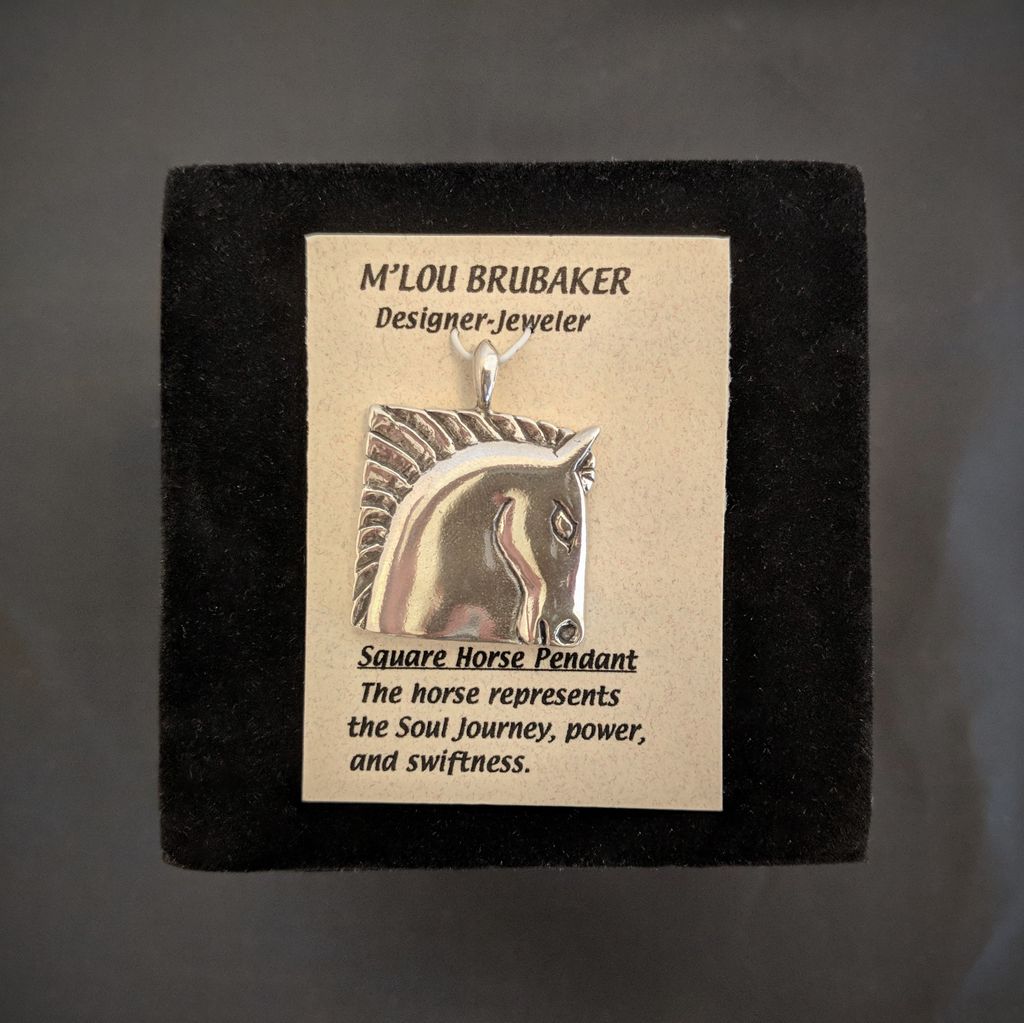 M'LOU BRUBAKER
Designer-Jeweler
Square Horse Pendant
The horse represents
the Soul Journey, power,
and swiftness.